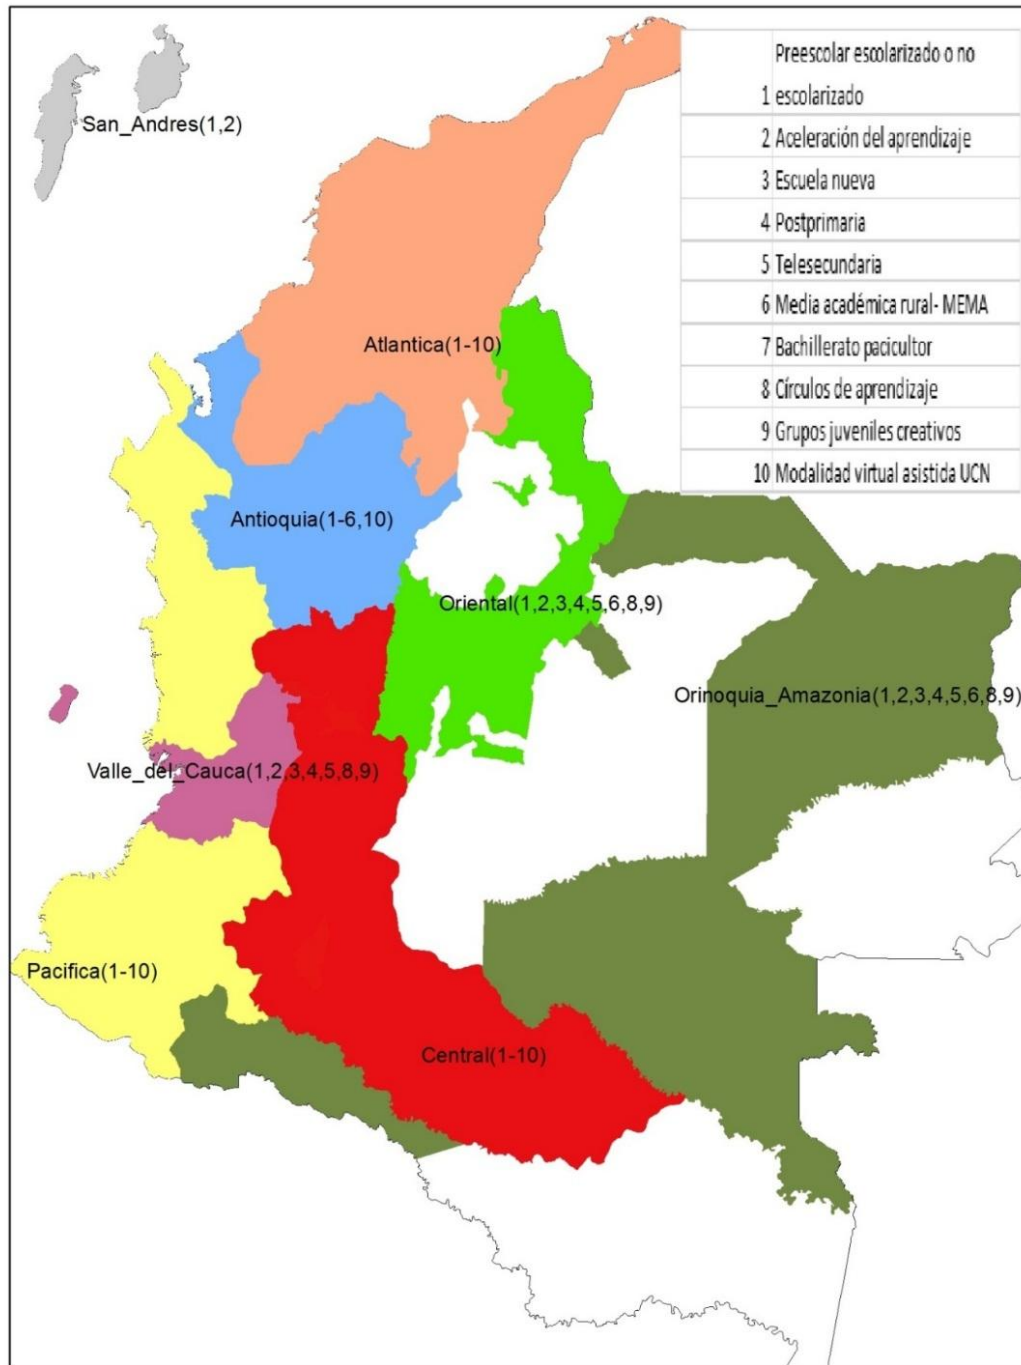 Preescolar escolarizado o no
1 escolarizado
2 Aceleración del aprendizaje
3 Escuela nueva
4 Postprimaria
5 Telesecundaria
6 Media académica rural- MEMA
7 Bachillerato pacicultor
8 Círculos de aprendizaje
9 Grupos juveniles creativos
10 Modalidad virtual asistida UCN
San_Andres(1,2)
Atlantica(1-10)
Antioquia(1-6,10)
Oriental(1,2,3,4,5,6,8,9)
Orinoquia_Amazonia(1,2,3,4,5,6,8,9)
Valle_del_Cauca(1,2,3,4,5,8,9)
Pacifica(1-10)
Central(1-10)